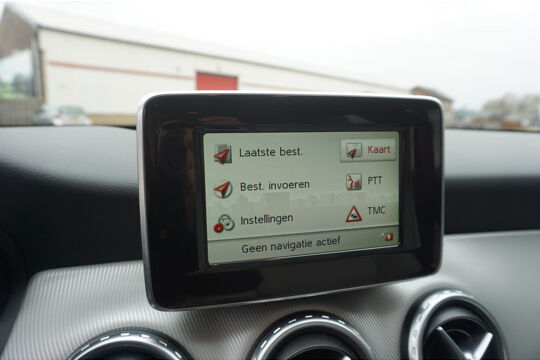 Laatste best.
Kaart
Best. invoeren
PTT
Instellingen
TMC
Geen navigatie actief